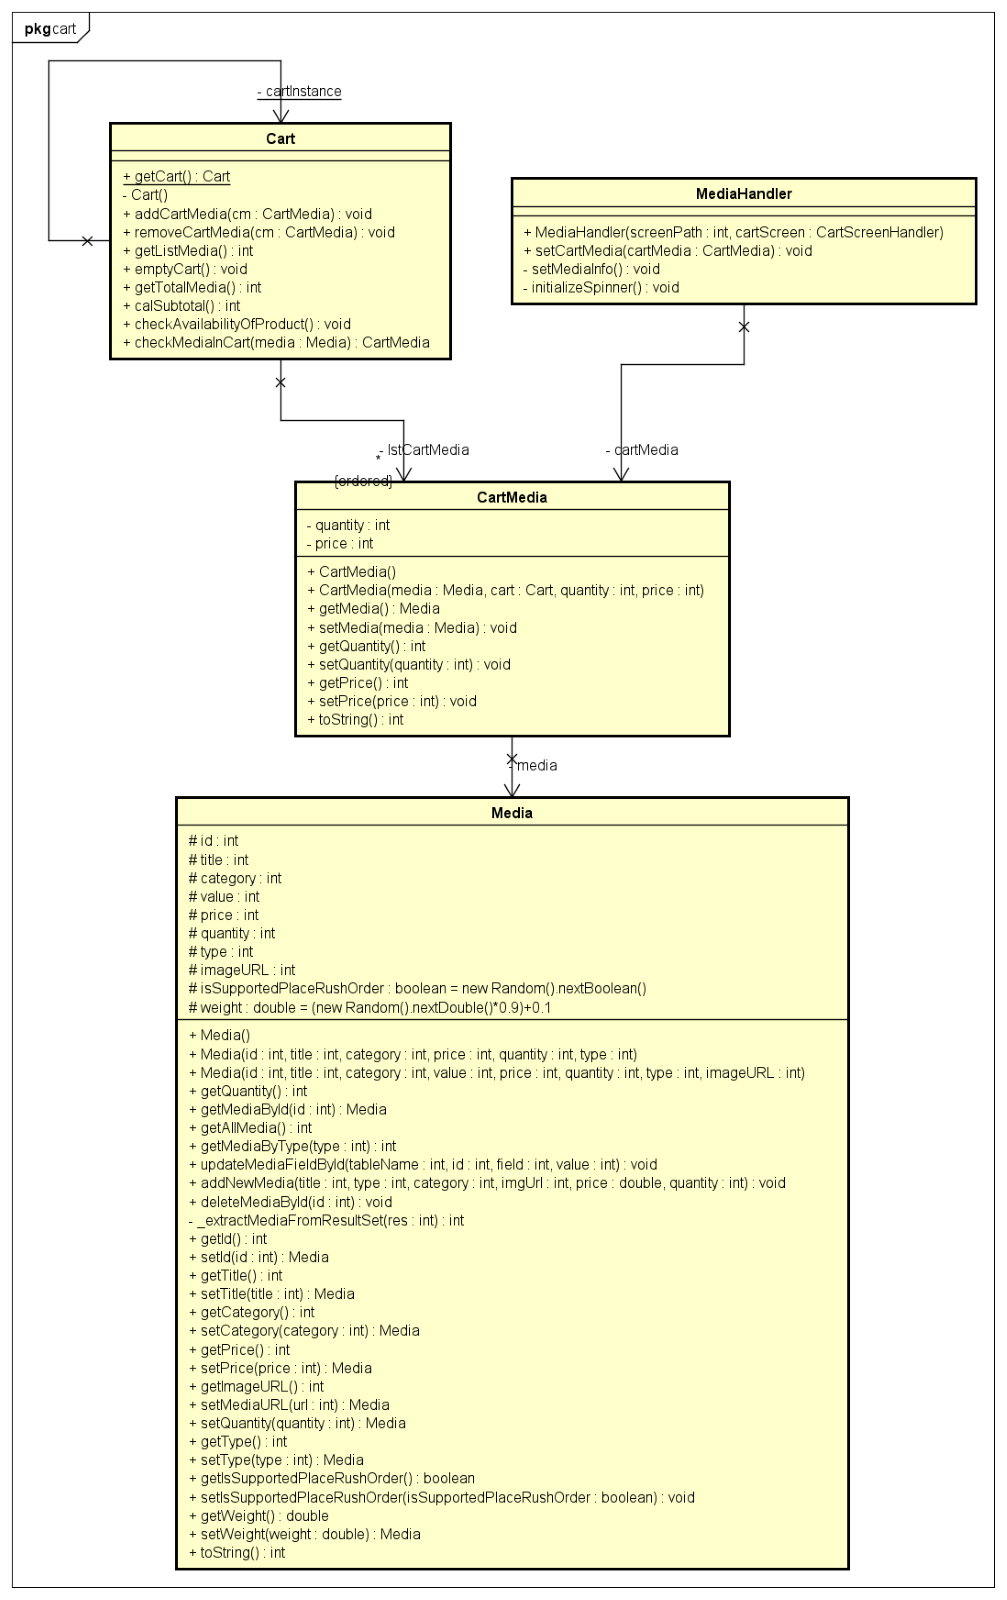 pkg cart
- cartInstance
Cart
+ getCart() : Cart
- Cart()
+ addCartMedia(cm : CartMedia) : void
+ removeCartMedia(cm : CartMedia) : void
+ getListMedia() : int
+ emptyCart() : void
+ getTotalMedia() : int
+ calSubtotal() : int
+ checkAvailabilityOfProduct() : void
+ checkMediaInCart(media : Media) : CartMedia
MediaHandler
+ MediaHandler(screenPath : int, cartScreen : CartScreenHandler)
+ setCartMedia(cartMedia : CartMedia) : void
- setMediaInfo() : void
- initializeSpinner() : void
- lstCartMedia
*
{ordered}
- cartMedia
CartMedia
- quantity : int
- price : int
+ CartMedia()
+ CartMedia(media : Media, cart : Cart, quantity : int, price : int)
+ getMedia() : Media
+ setMedia(media : Media) : void
+ getQuantity() : int
+ setQuantity(quantity : int) : void
+ getPrice() : int
+ setPrice(price : int) : void
+ toString() : int
- media
Media
# id : int
# title : int
# category : int
# value : int
# price : int
# quantity : int
# type : int
# imageURL : int
# isSupportedPlaceRushOrder : boolean = new Random().nextBoolean()
# weight : double = (new Random().nextDouble()*0.9)+0.1
+ Media()
+ Media(id : int, title : int, category : int, price : int, quantity : int, type : int)
+ Media(id : int, title : int, category : int, value : int, price : int, quantity : int, type : int, imageURL : int)
+ getQuantity() : int
+ getMediaById(id : int) : Media
+ getAllMedia() : int
+ getMediaByType(type : int) : int
+ updateMediaFieldById(tableName : int, id : int, field : int, value : int) : void
+ addNewMedia(title : int, type : int, category : int, imgUrl : int, price : double, quantity : int) : void
+ deleteMediaById(id : int) : void
- _extractMediaFromResultSet(res : int) : int
+ getId() : int
+ setId(id : int) : Media
+ getTitle() : int
+ setTitle(title : int) : Media
+ getCategory() : int
+ setCategory(category : int) : Media
+ getPrice() : int
+ setPrice(price : int) : Media
+ getImageURL() : int
+ setMediaURL(url : int) : Media
+ setQuantity(quantity : int) : Media
+ getType() : int
+ setType(type : int) : Media
+ getIsSupportedPlaceRushOrder() : boolean
+ setIsSupportedPlaceRushOrder(isSupportedPlaceRushOrder : boolean) : void
+ getWeight() : double
+ setWeight(weight : double) : Media
+ toString() : int